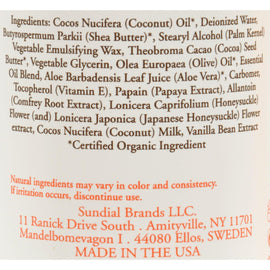 Ingredients: Cocos Nucifera (Coconut) Oil*, Deionized Water,
Butyrospermum Parkii (Shea Butter)*, Stearyl Alcohol (Palm Kernel)
Vegetable Emulsifying Wax, Theobroma Cacao (Cocoa) Seed
Butter*, Vegetable Glycerin, Olea Europaea (Olive) Oil*, Essential
Oil Blend, Aloe Barbadensis Leaf Juice (Aloe Vera)*, Carbomer,
Tocopherol (Vitamin E), Papain (Papaya Extract), Allantoin
(Comfrey Root Extract), Lonicera Caprifolium (Honeysuckle)
Flower (and) Lonicera Japonica (Japanese Honeysuckle) Flower
extract, Cocos Nucifera (Coconut) Milk, Vanilla Bean Extract
*Certified Organic Ingredient
Natural ingredients may vary in color and consistency.
If irritation occurs, discontinue use.
Sundial Brands LLC.
11 Ranick Drive South . Amityville, NY 11701
Mandelbomevagon 1 . 44080 Ellos, SWEDEN
MADE IN THE USA